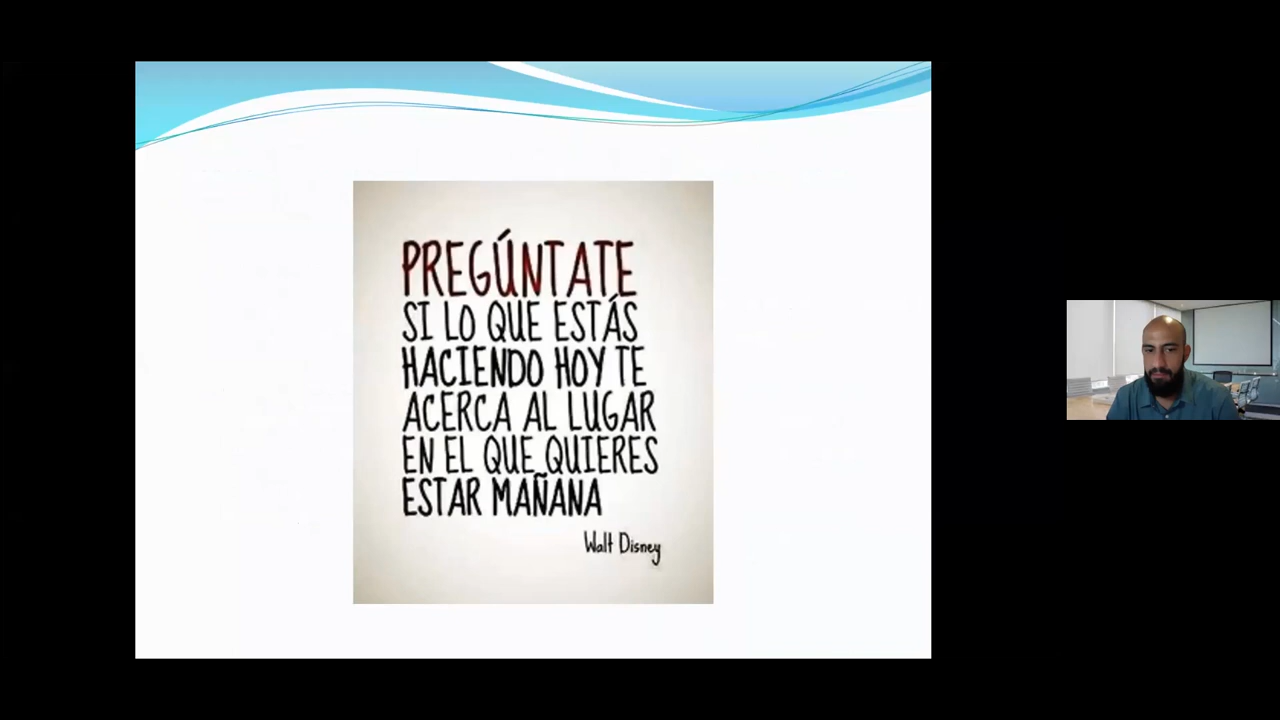 PREGÚNTATE
SI LO QUE ESTÁS
HACIENDO HOY TE
ACERCA AL LUGAR
EN EL QUE QUIERES
ESTAR MAÑANA
Walt Disney